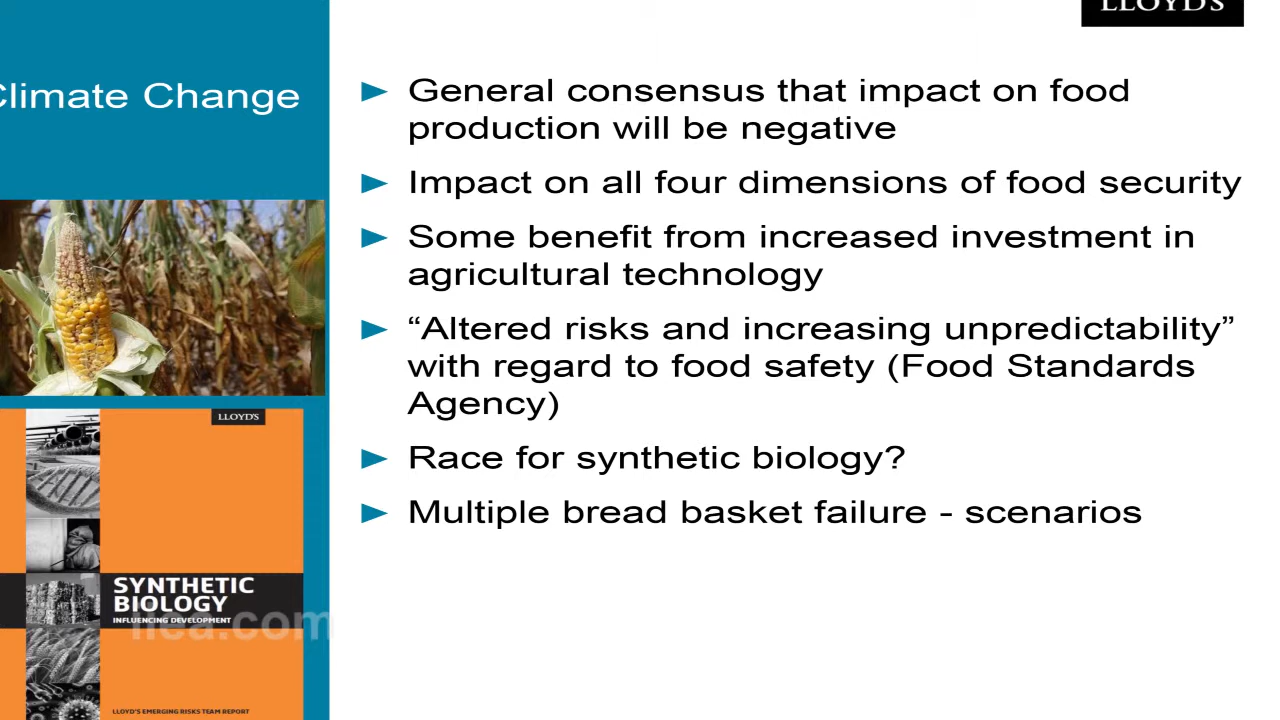 LLOYD'S
Climate Change
► General consensus that impact on food
production will be negative
► Impact on all four dimensions of food security
► Some benefit from increased investment in
agricultural technology
► “Altered risks and increasing unpredictability”
with regard to food safety (Food Standards
Agency)
► Race for synthetic biology?
► Multiple bread basket failure - scenarios
LLOYD'S
SYNTHETIC
BIOLOGY
INFLUENCING DEVELOPMENT
iiea.com
LLOYD'S EMERGING RISKS TEAM REPORT